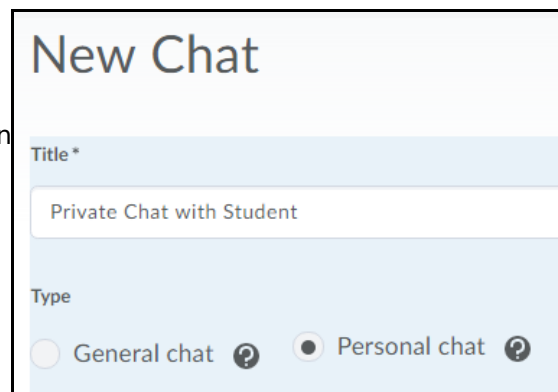 New Chat
n
Title *
Private Chat with Student
Type
General chat ? Personal chat ?